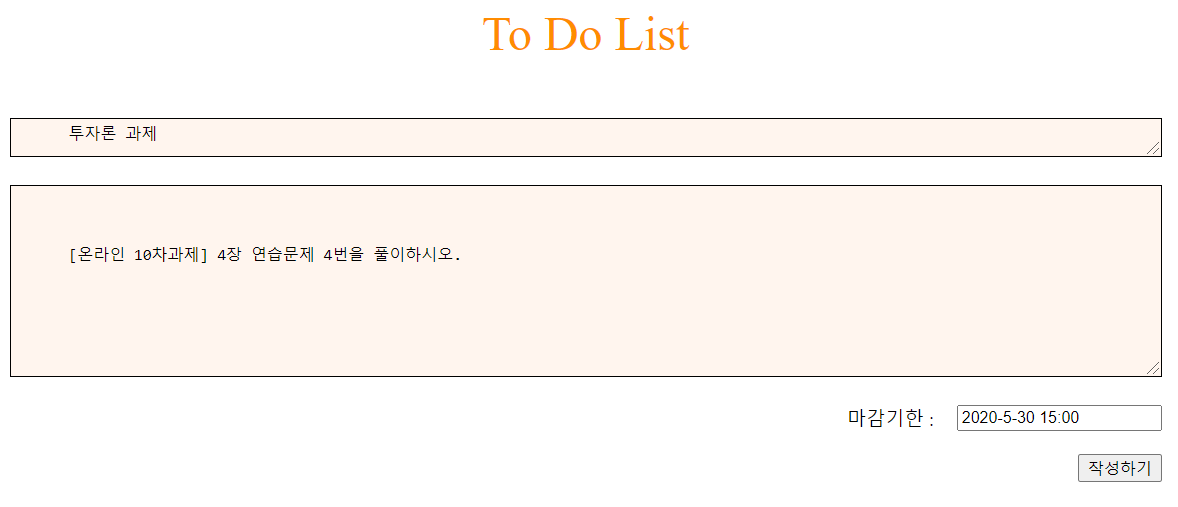 To Do List
투자론 과제
[온라인 10차과제] 4장 연습문제 4번을 풀이하시오.
마감기한 : 2020-5-30 15:00
작성하기